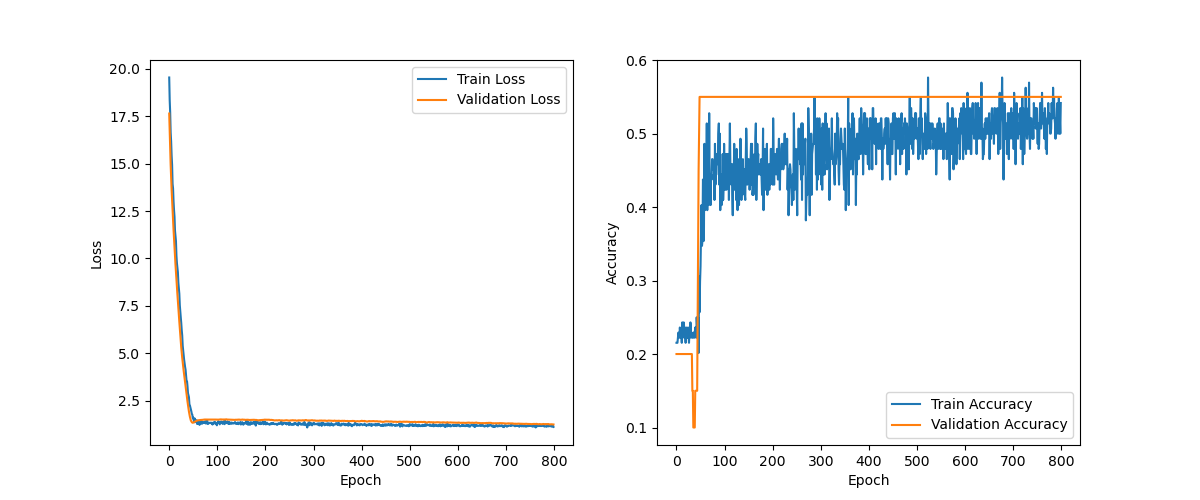 20.0
17.5
15.0
12.5
10.0
7.5
5.0
2.5
Loss
0 100 200 300 400 500 600 700 800
Epoch
Train Loss
Validation Loss
0.6
0.5
0.4
0.3
0.2
0.1
Accuracy
0 100 200 300 400 500 600 700 800
Epoch
Train Accuracy
Validation Accuracy